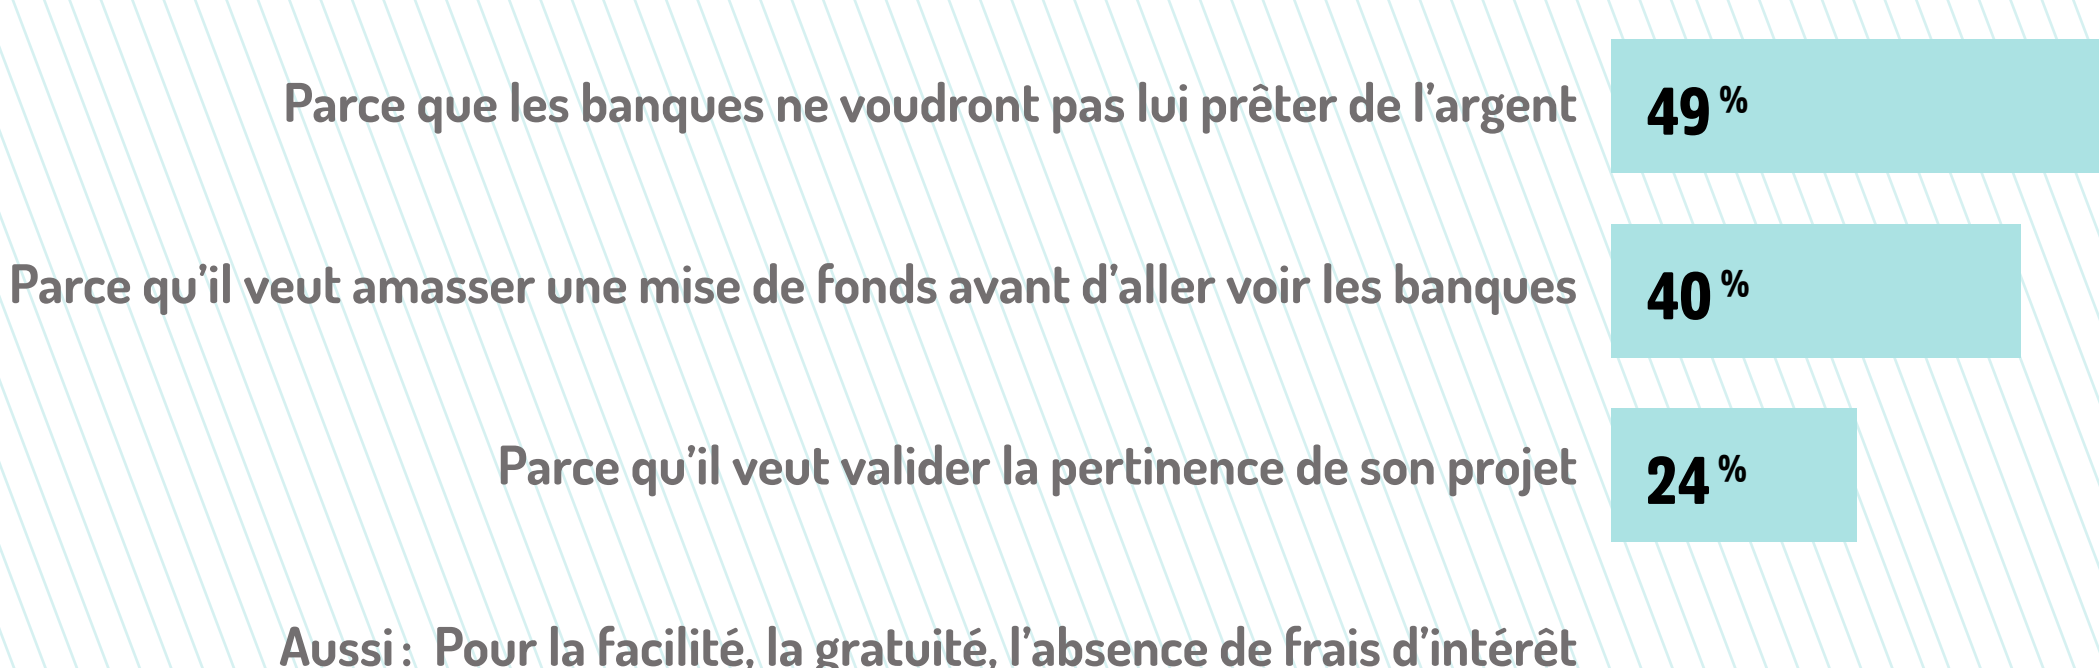 Parce que les banques ne voudront pas lui prêter de l’argent 49 %
Parce qu’il veut amasser une mise de fonds avant d’aller voir les banques 40 %
Parce qu’il veut valider la pertinence de son projet 24 %
Aussi : Pour la facilité, la gratuité, l’absence de frais d’intérêt